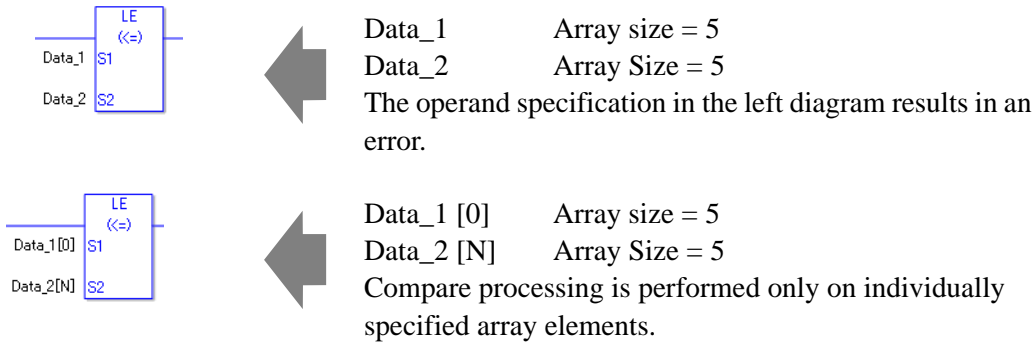 LE
(<=)
Data_1 S1
Data_2 S2
Data_1 Array size = 5
Data_2 Array Size = 5
The operand specification in the left diagram results in an
error.
LE
(<=)
Data_1[0] S1
Data_2[N] S2
Data_1 [0] Array size = 5
Data_2 [N] Array Size = 5
Compare processing is performed only on individually
specified array elements.